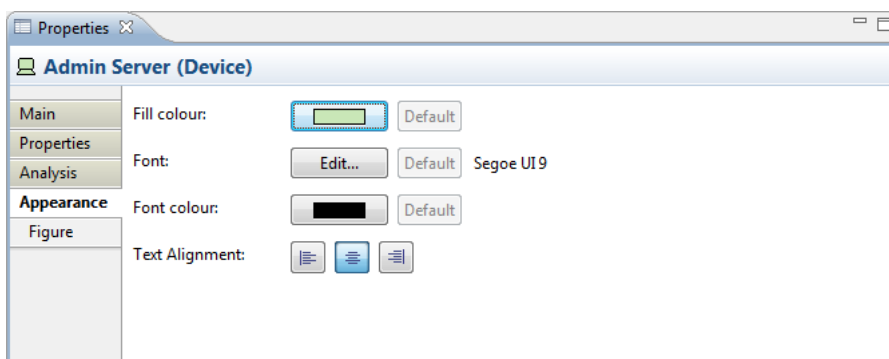 Properties
Admin Server (Device)
Main
Properties
Analysis
Appearance
Figure
Fill colour:
Default
Font:
Edit...
Default
Segoe UI 9
Font colour:
Default
Text Alignment: